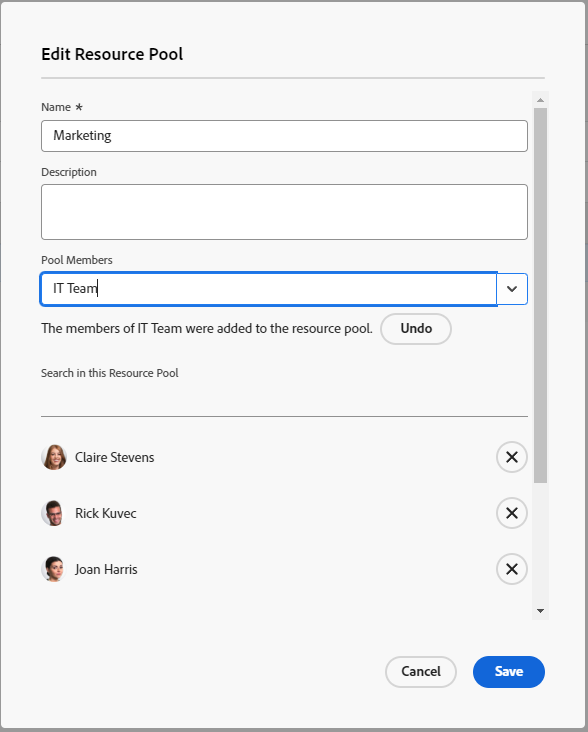 Edit Resource Pool
Name *
Marketing
Description
Pool Members
IT Team
The members of IT Team were added to the resource pool. Undo
Search in this Resource Pool
Claire Stevens
Rick Kuvec
Joan Harris
Cancel Save